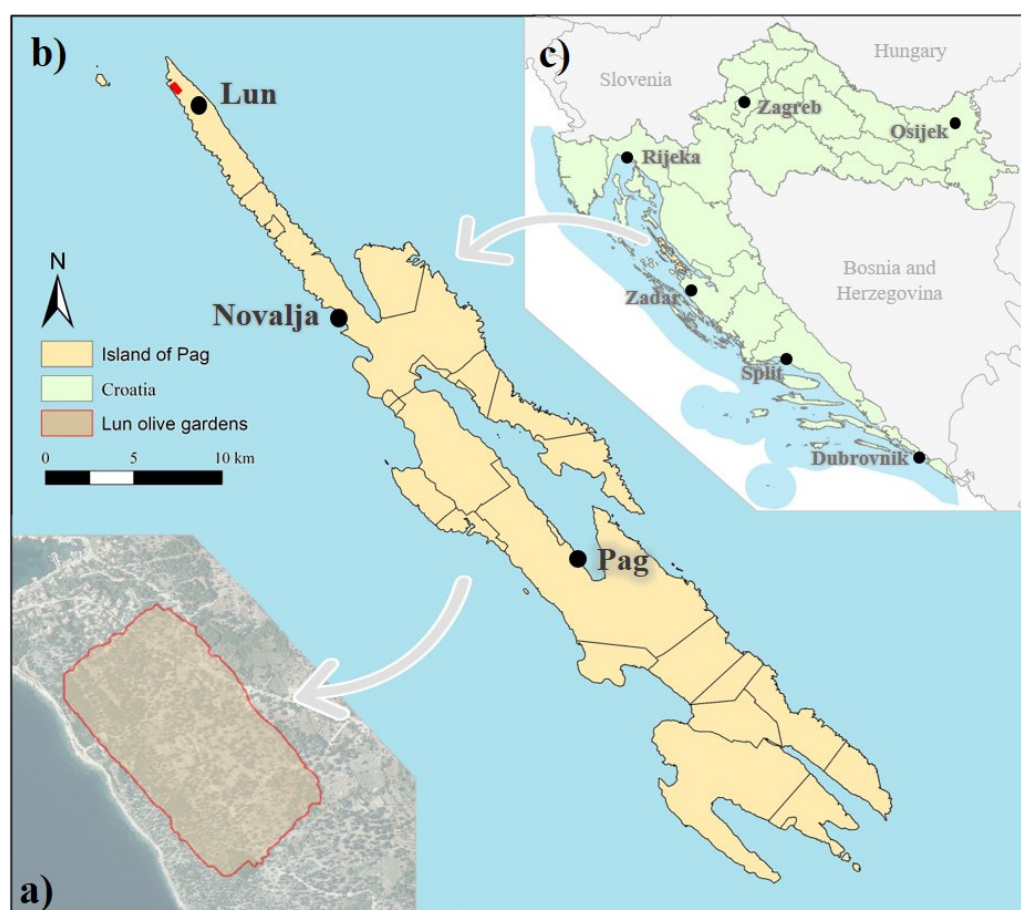 b)
Lun
Novalja
Pag
N
Island of Pag
Croatia
Lun olive gardens
0 5 10 km
c)
Slovenia
Hungary
Zagreb
Osijek
Rijeka
Zadar
Bosnia and
Herzegovina
Split
Dubrovnik
a)